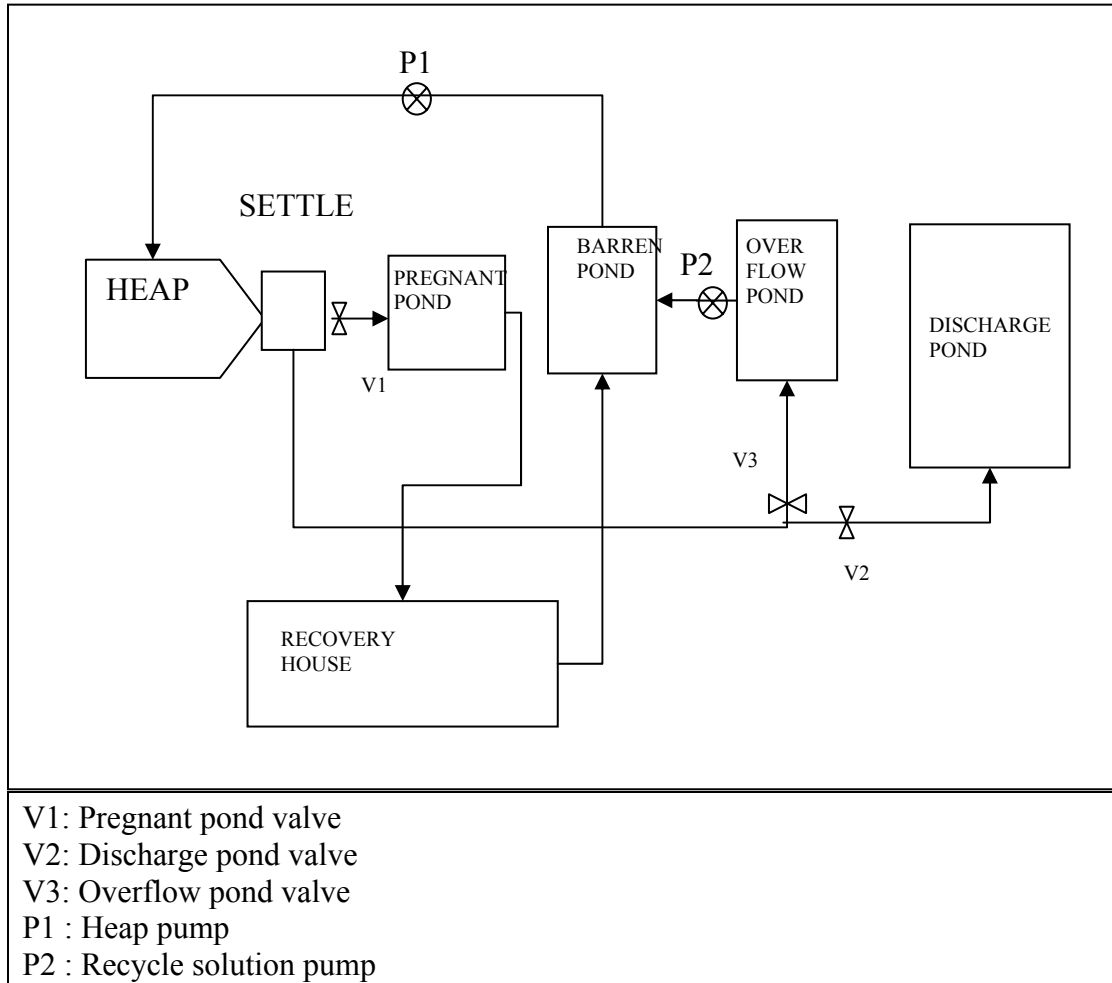 P1
SETTLE
HEAP
PREGNANT
POND
V1
BARREN
POND
P2
OVER
FLOW
POND
DISCHARGE
POND
V3
V2
RECOVERY
HOUSE
V1: Pregnant pond valve
V2: Discharge pond valve
V3: Overflow pond valve
P1 : Heap pump
P2 : Recycle solution pump